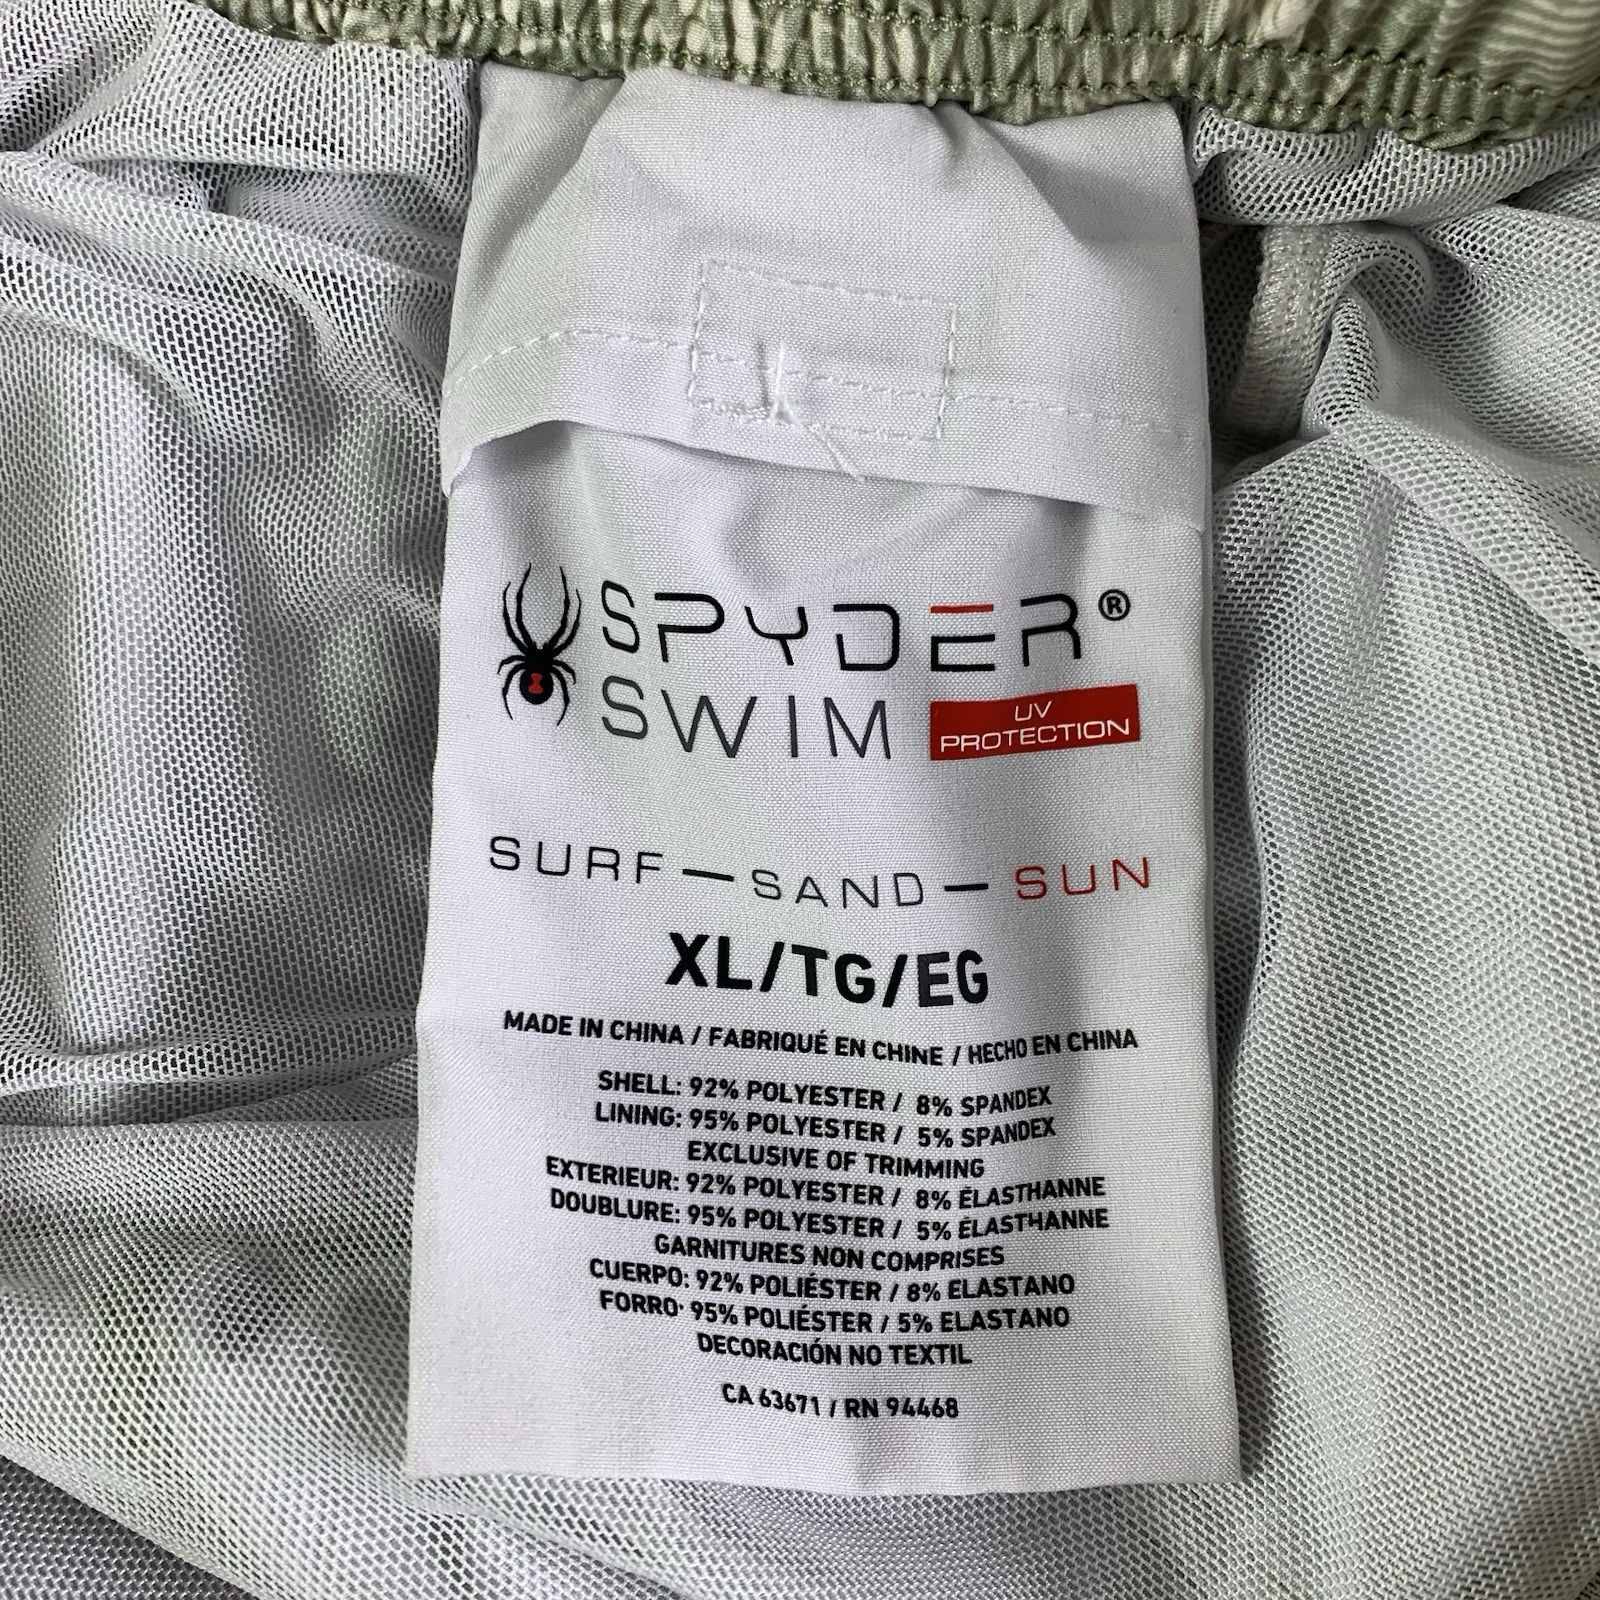 SPYDER®
SWIM
UV
PROTECTION
SURF—SAND—SUN
XL/TG/EG
MADE IN CHINA / FABRIQUÉ EN CHINE / HECHO EN CHINA
SHELL: 92% POLYESTER / 8% SPANDEX
LINING: 95% POLYESTER / 5% SPANDEX
EXCLUSIVE OF TRIMMING
EXTERIEUR: 92% POLYESTER / 8% ÉLASTHANNE
DOUBLURE: 95% POLYESTER / 5% ÉLASTHANNE
GARNITURES NON COMPRISES
CUERPO: 92% POLIÉSTER / 8% ELASTANO
FORRO: 95% POLIÉSTER / 5% ELASTANO
DECORACIÓN NO TEXTIL
CA 63671 / RN 94468